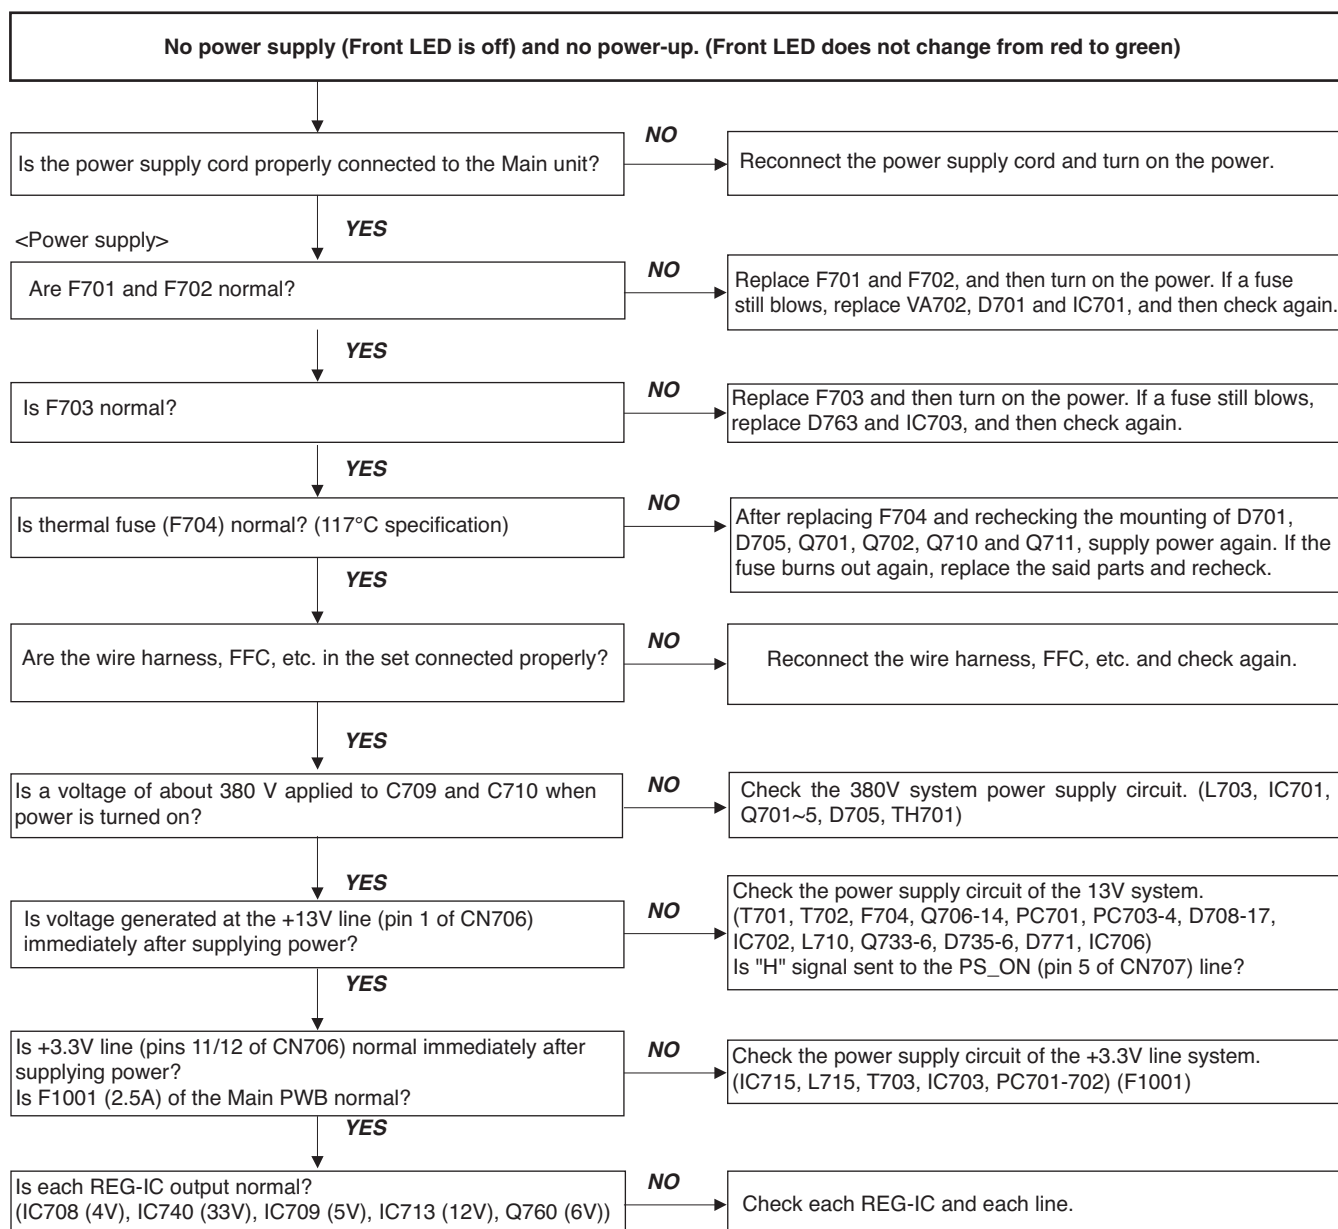 No power supply (Front LED is off) and no power-up. (Front LED does not change from red to green)
Is the power supply cord properly connected to the Main unit?
NO
Reconnect the power supply cord and turn on the power.
YES
<Power supply>
Are F701 and F702 normal?
NO
Replace F701 and F702, and then turn on the power. If a fuse
still blows, replace VA702, D701 and IC701, and then check again.
YES
Is F703 normal?
NO
Replace F703 and then turn on the power. If a fuse still blows,
replace D763 and IC703, and then check again.
YES
Is thermal fuse (F704) normal? (117°C specification)
NO
After replacing F704 and rechecking the mounting of D701,
D705, Q701, Q702, Q710 and Q711, supply power again. If the
fuse burns out again, replace the said parts and recheck.
YES
Are the wire harness, FFC, etc. in the set connected properly?
NO
Reconnect the wire harness, FFC, etc. and check again.
YES
Is a voltage of about 380 V applied to C709 and C710 when
power is turned on?
NO
Check the 380V system power supply circuit. (L703, IC701,
Q701~5, D705, TH701)
YES
Is voltage generated at the +13V line (pin 1 of CN706)
immediately after supplying power?
NO
Check the power supply circuit of the 13V system.
(T701, T702, F704, Q706-14, PC701, PC703-4, D708-17,
IC702, L710, Q733-6, D735-6, D771, IC706)
Is "H" signal sent to the PS_ON (pin 5 of CN707) line?
YES
Is +3.3V line (pins 11/12 of CN706) normal immediately after
supplying power?
Is F1001 (2.5A) of the Main PWB normal?
NO
Check the power supply circuit of the +3.3V line system.
(IC715, L715, T703, IC703, PC701-702) (F1001)
YES
Is each REG-IC output normal?
(IC708 (4V), IC740 (33V), IC709 (5V), IC713 (12V), Q760 (6V))
NO
Check each REG-IC and each line.